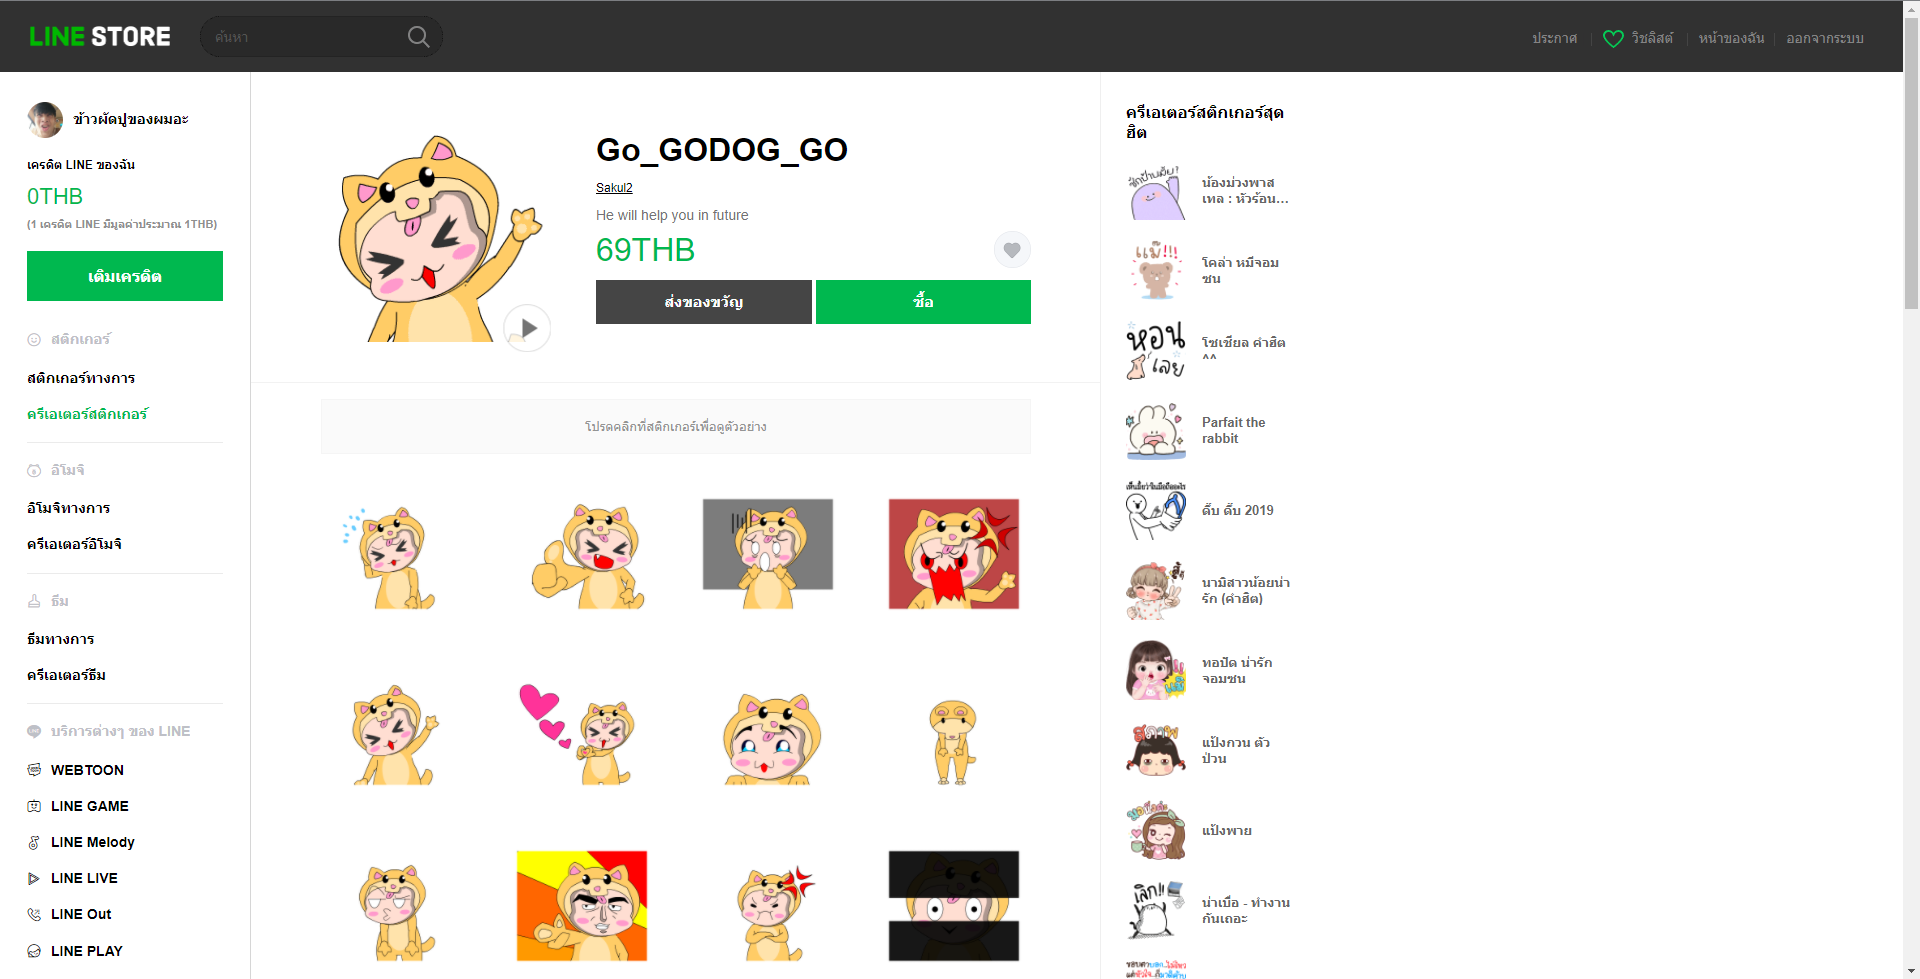 LINE STORE
ค้นหา
ประกาศ
วิชลิสต์
หน้าของฉัน
ออกจากระบบ
ข้าวผัดปูของผมอะ
เครดิต LINE ของฉัน
0THB
(1 เครดิต LINE มีมูลค่าประมาณ 1THB)
เติมเครดิต
สติกเกอร์
สติกเกอร์ทางการ
ครีเอเตอร์สติกเกอร์
อิโมจิ
อิโมจิทางการ
ครีเอเตอร์อิโมจิ
ธีม
ธีมทางการ
ครีเอเตอร์ธีม
บริการต่างๆ ของ LINE
WEBTOON
LINE GAME
LINE Melody
LINE LIVE
LINE Out
LINE PLAY
Go_GODOG_GO
Sakul2
He will help you in future
69THB
ส่งของขวัญ
ซื้อ
โปรดคลิกที่สติกเกอร์เพื่อดูตัวอย่าง
ครีเอเตอร์สติกเกอร์สุด
ฮิต
น้องม่วงพาส
เทล : หัวร้อน...
แม๊!!!
โคล่า หมีจอม
ซน
หอน
เลย
โซเชียล คำฮิต
^^
Parfait the
rabbit
ดึ๋บ ดึ๋บ 2019
นามิสาวน้อยน่า
รัก (คำฮิต)
ทอปัด น่ารัก
จอมซน
สภาพ
แป้งกวน ตัว
ป่วน
แป้งพาย
เลิก!!
น่าเบื่อ - ทำงาน
กันเถอะ